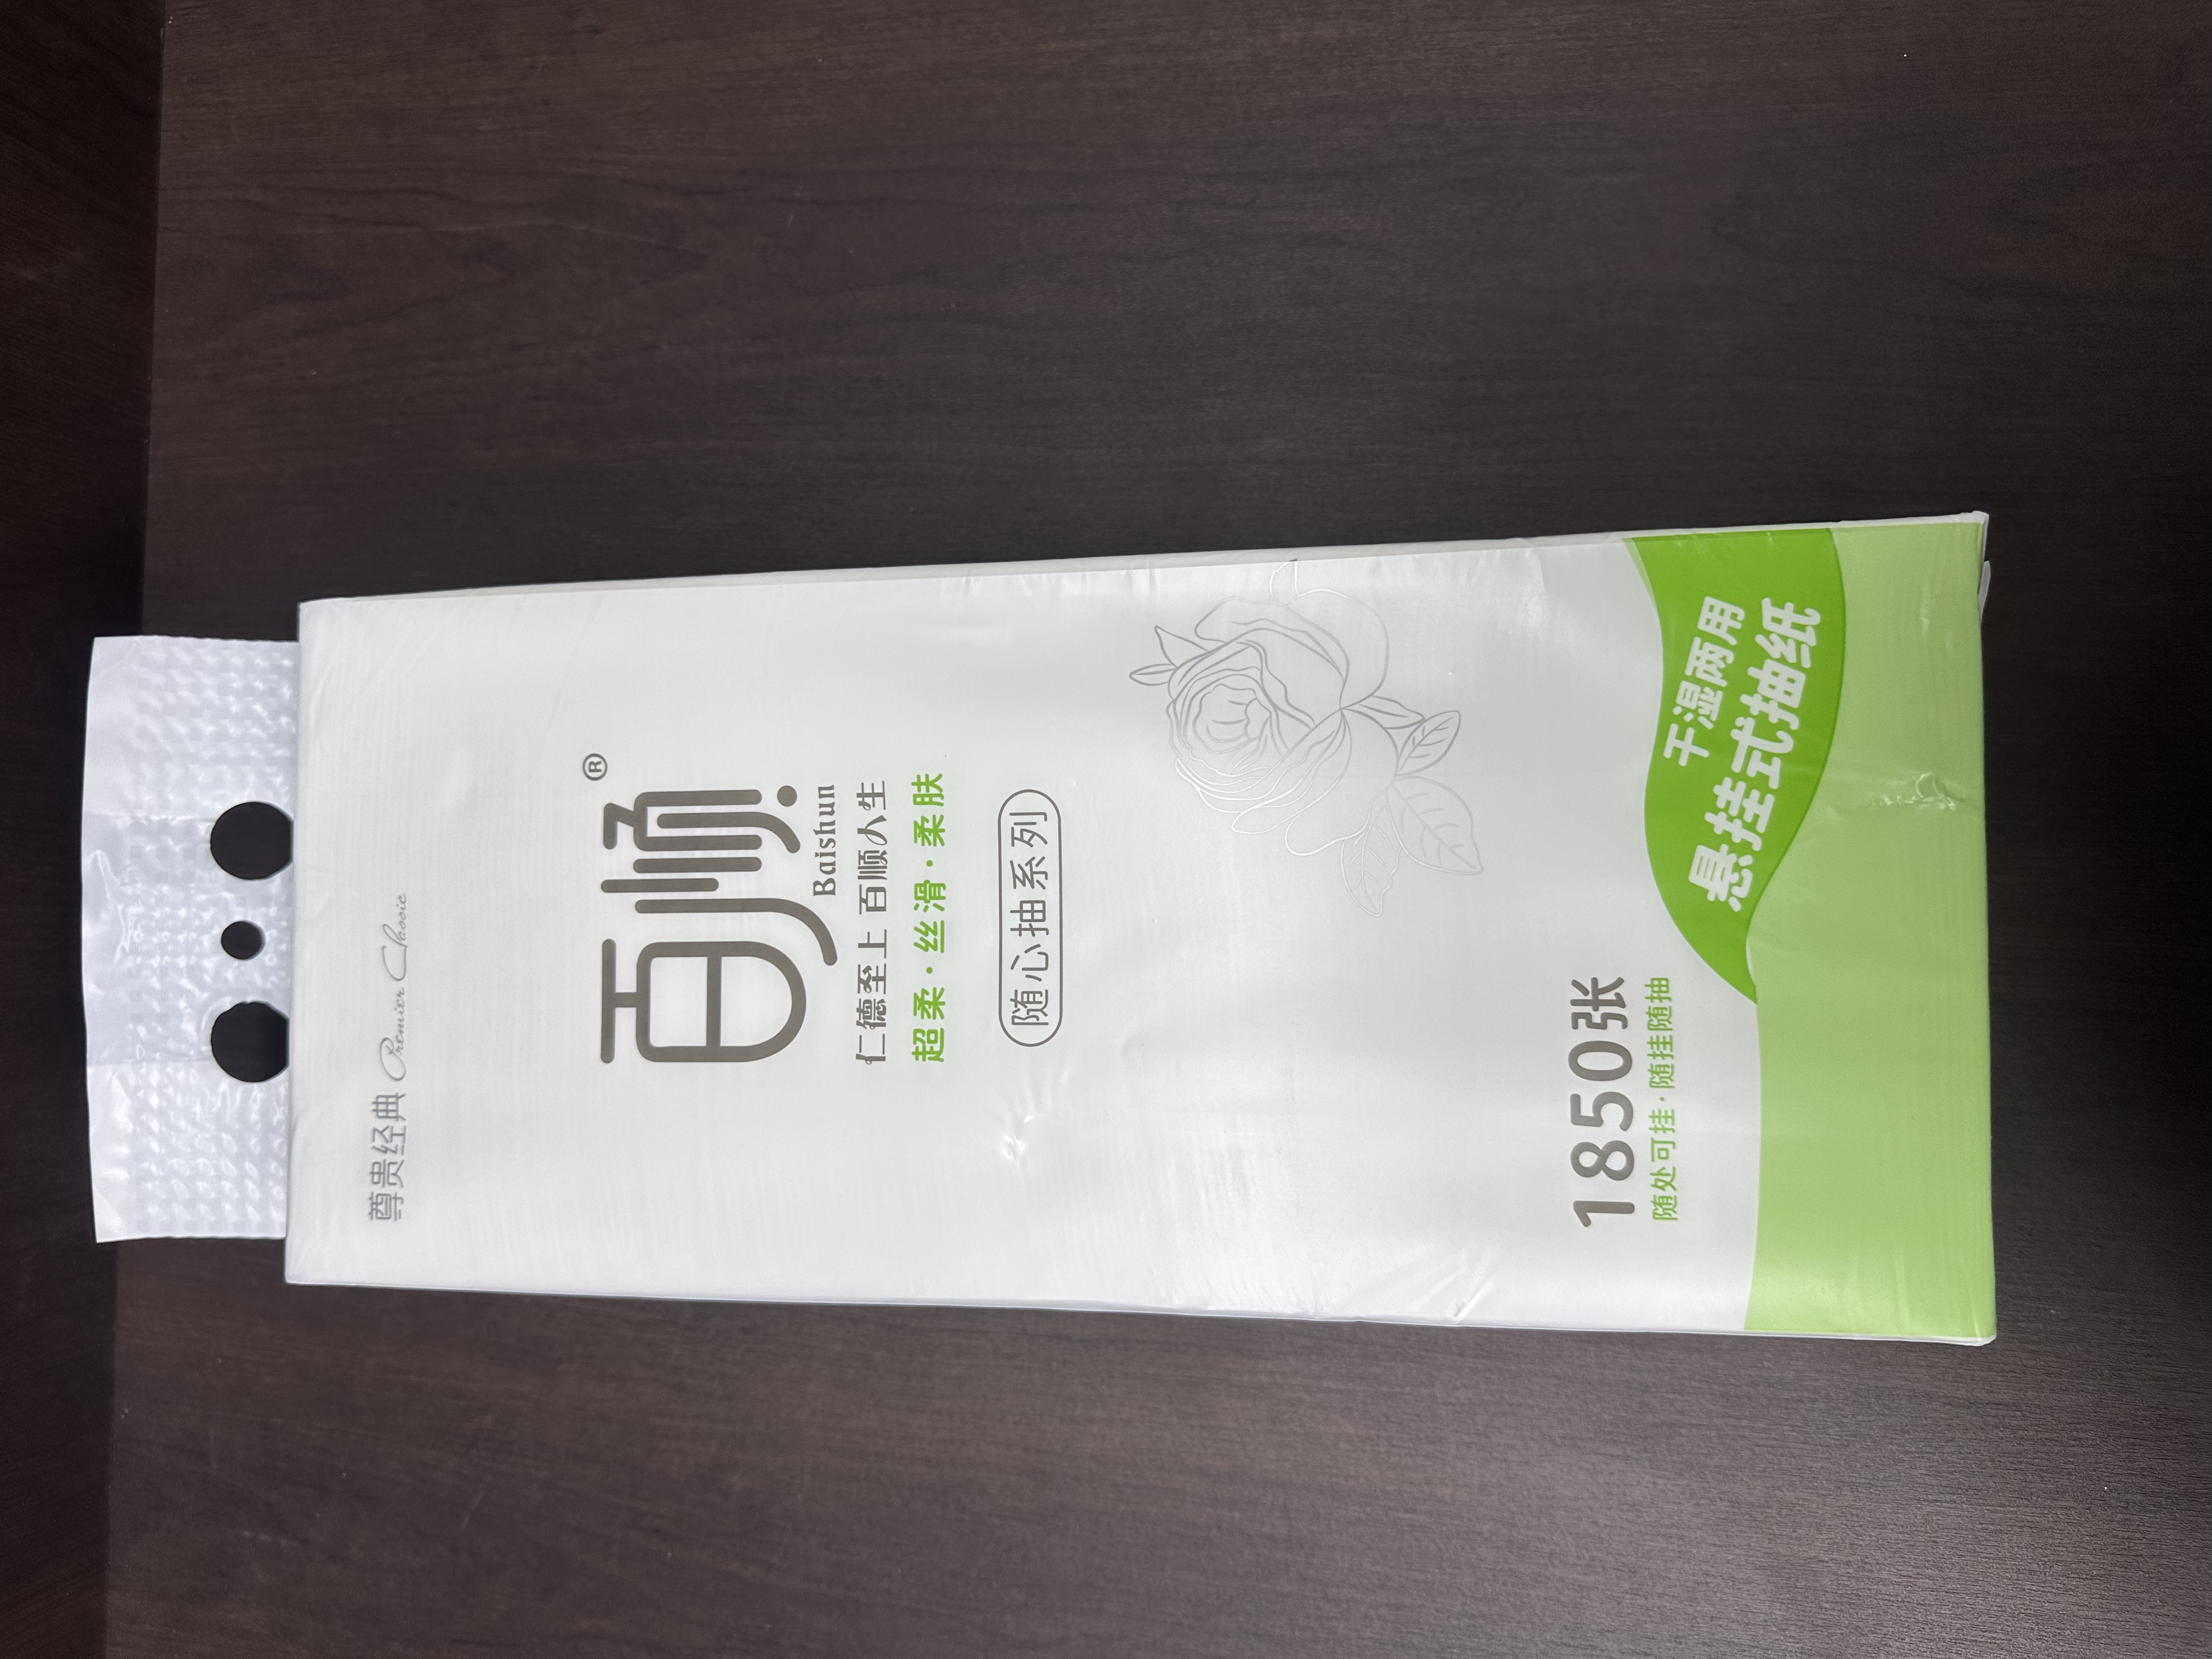 尊贵经典 Premier Classic
百顺®
Baishun
仁德至上 百顺人生
超柔·丝滑·柔肤
随心抽系列
1850张
随处可挂·随挂随抽
干湿两用
悬挂式抽纸